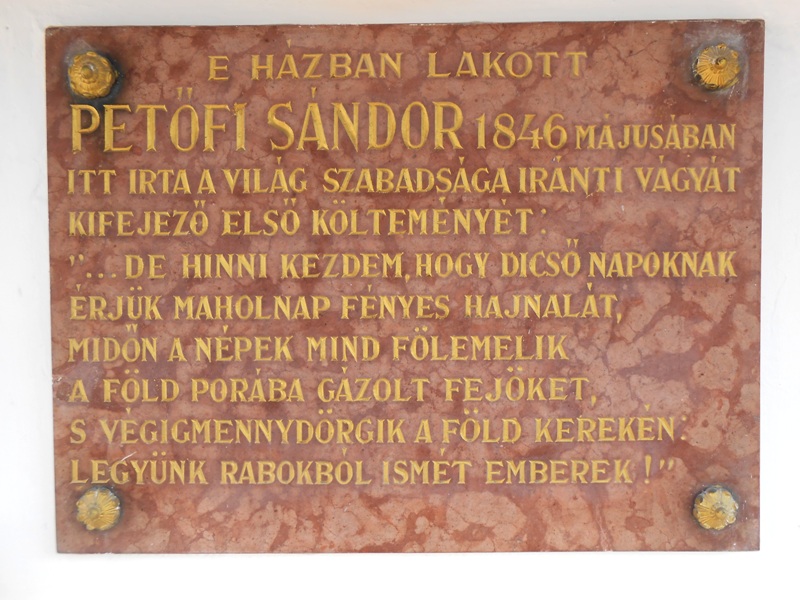 E HÁZBAN LAKOTT
PETŐFI SÁNDOR 1846 MÁJUSÁBAN
ITT IRTA A VILÁG SZABADSÁGA IRÁNTI VÁGYÁT
KIFEJEZŐ ELSŐ KÖLTEMÉNYÉT:
"... DE HINNI KEZDEM, HOGY DICSŐ NAPOKNAK
ÉRJÜK MAHOLNAP FÉNYES HAJNALÁT,
MIDŐN A NÉPEK MIND FÖLEMELIK
A FÖLD PORÁBA GÁZOLT FEJÖKET,
S VÉGIGMENNYDÖRGIK A FÖLD KEREKÉN:
LEGYÜNK RABOKBÓL ISMÉT EMBEREK!"